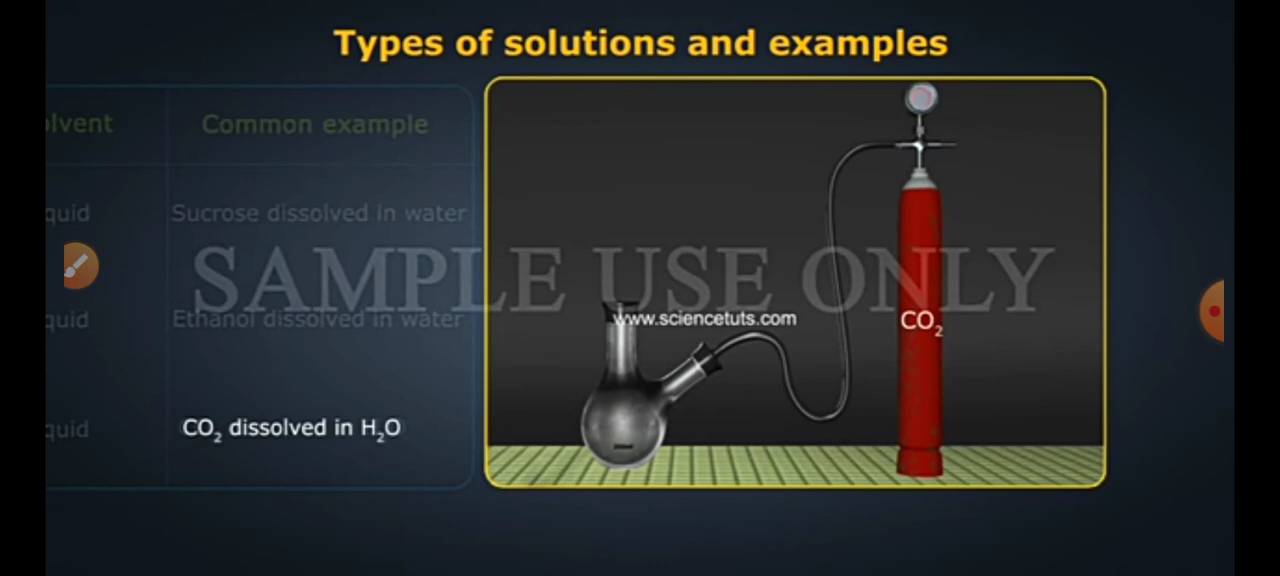 Types of solutions and examples
olvent Common example
quid Sucrose dissolved in water
SAMPLE USE ONLY
quid Ethanol dissolved in water
www.sciencetuts.com
CO₂
quid CO₂ dissolved in H₂O